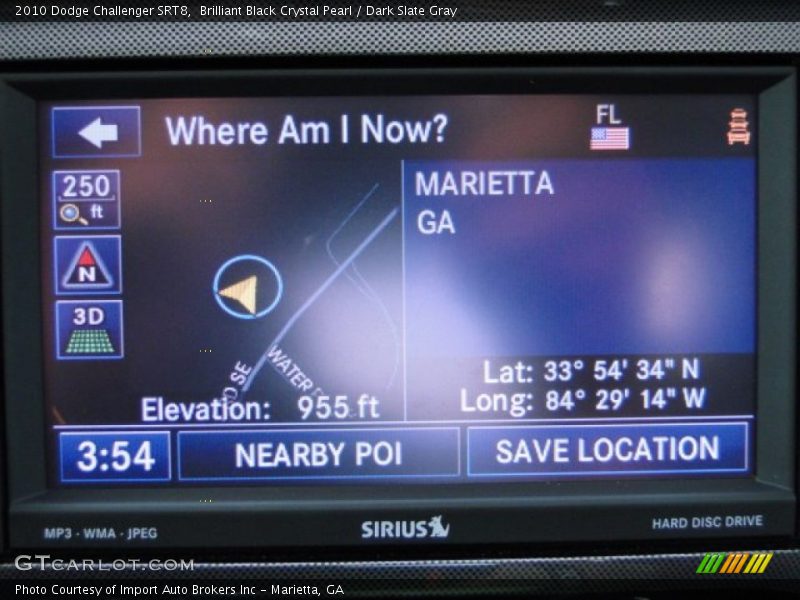 2010 Dodge Challenger SRT8, Brilliant Black Crystal Pearl / Dark Slate Gray
Where Am I Now?
FL
250
ft
MARIETTA
GA
N
3D
SE
WATER
Lat: 33° 54' 34" N
Long: 84° 29' 14" W
Elevation: 955 ft
3:54
NEARBY POI
SAVE LOCATION
MP3 · WMA · JPEG
SIRIUS
HARD DISC DRIVE
GTCARLOT.COM
Photo Courtesy of Import Auto Brokers Inc – Marietta, GA